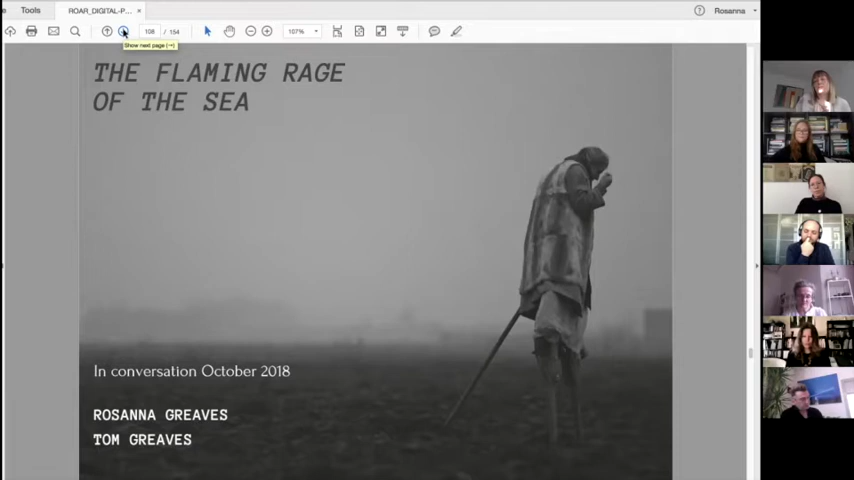 Tools
ROAR_DIGITAL-P...
Rosanna
108 / 154
107%
Show next page (→)
THE FLAMING RAGE
OF THE SEA
In conversation October 2018
ROSANNA GREAVES
TOM GREAVES